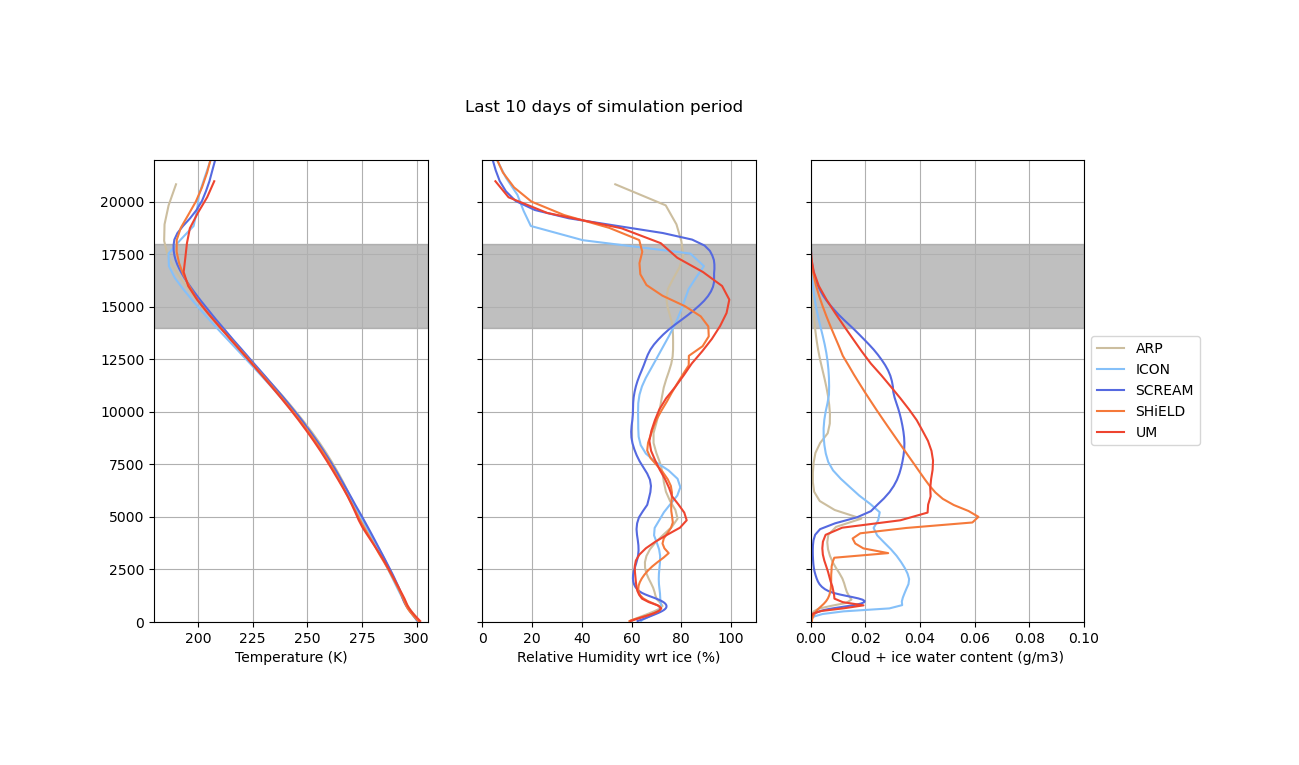 Last 10 days of simulation period
20000
17500
15000
12500
10000
7500
5000
2500
0
200 225 250 275 300
Temperature (K)
0 20 40 60 80 100
Relative Humidity wrt ice (%)
0.00 0.02 0.04 0.06 0.08 0.10
Cloud + ice water content (g/m3)
ARP
ICON
SCREAM
SHiELD
UM